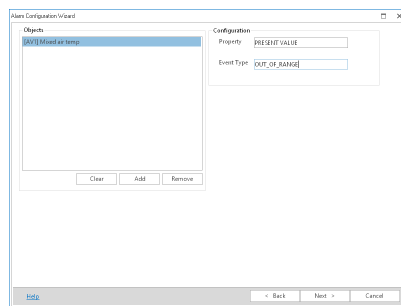 Alarm Configuration Wizard
Objects
[AV1] Mixed air temp
Clear Add Remove
Configuration
Property PRESENT VALUE
Event Type OUT_OF_RANGE
Help < Back Next > Cancel